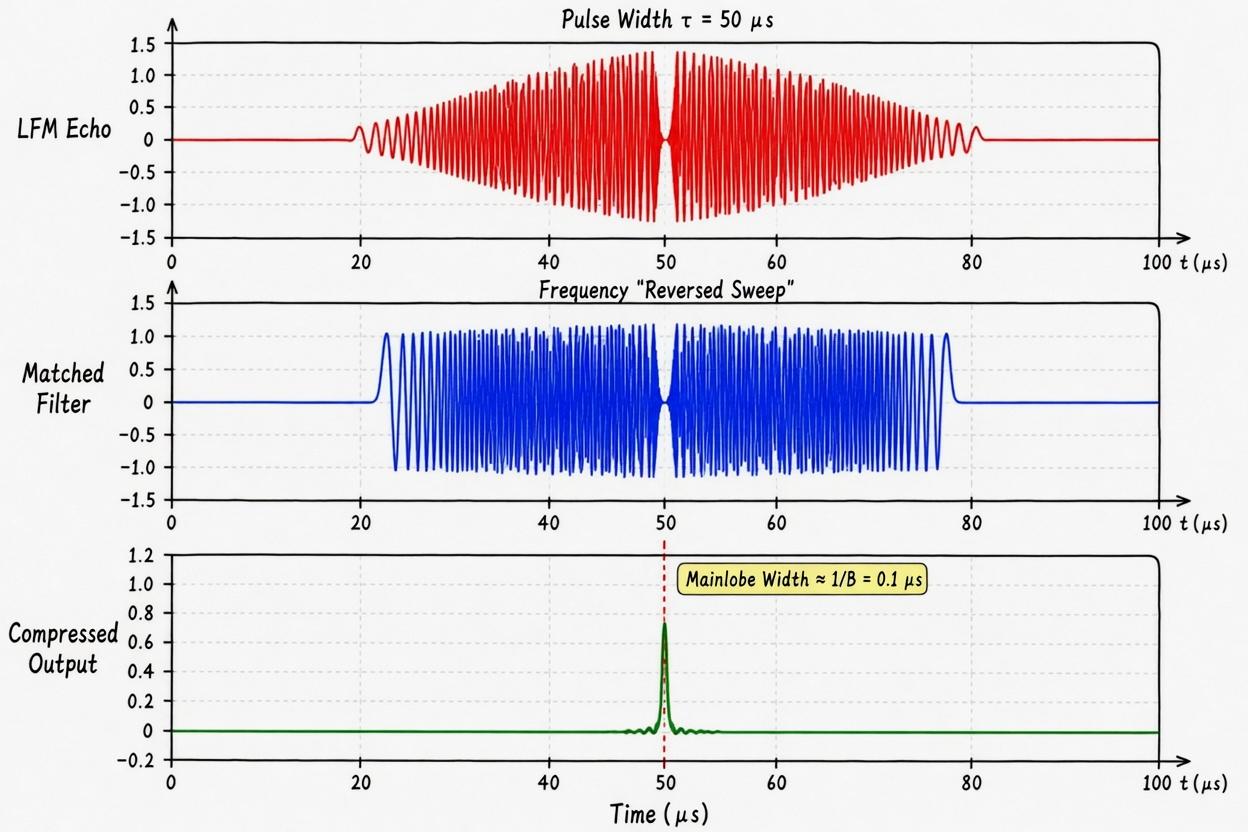 Pulse Width τ = 50 μs
LFM Echo
1.5
1.0
0.5
0
−0.5
−1.0
−1.5
0 20 40 50 60 80 100 t(μs)
Frequency "Reversed Sweep"
Matched
Filter
1.5
1.0
0.5
0
−0.5
−1.0
−1.5
0 20 40 50 60 80 100 t(μs)
Mainlobe Width ≈ 1/B = 0.1 μs
Compressed
Output
1.2
1.0
0.8
0.6
0.4
0.2
0
−0.2
0 20 40 50 60 80 100 t(μs)
Time (μs)